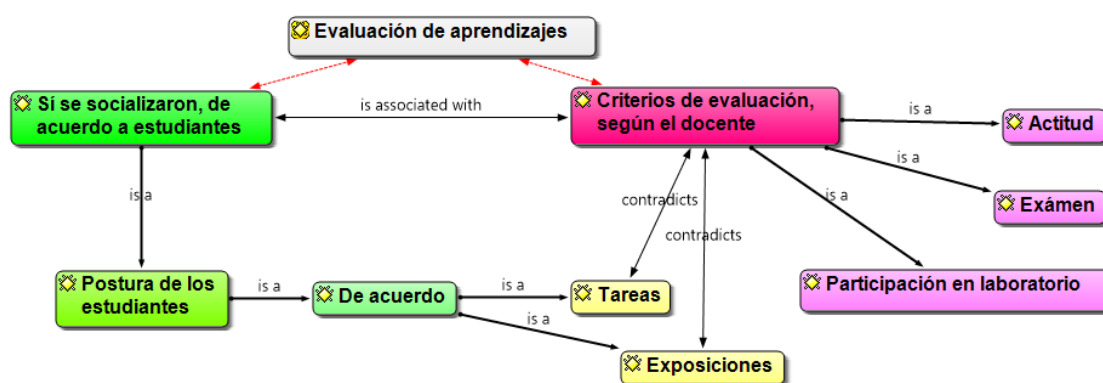 Evaluación de aprendizajes
Sí se socializaron, de
acuerdo a estudiantes
is associated with
Criterios de evaluación,
según el docente
is a
Actitud
is a
Exámen
is a
Participación en laboratorio
contradicts
contradicts
is a
Postura de los
estudiantes
is a
De acuerdo
is a
Tareas
is a
Exposiciones